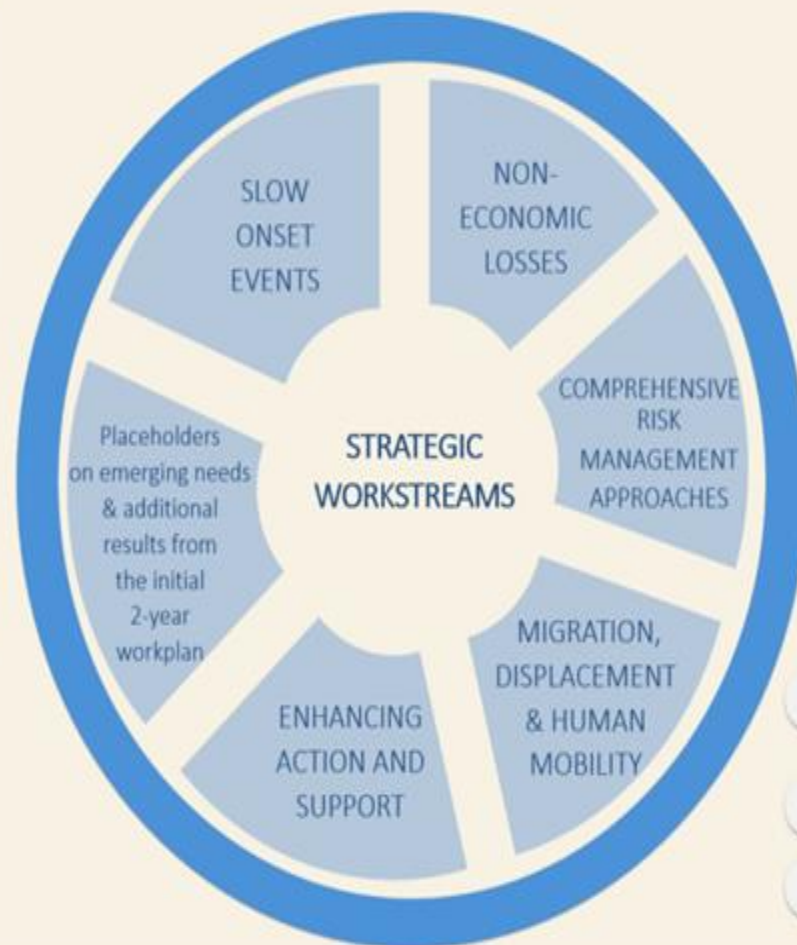 STRATEGIC
WORKSTREAMS
SLOW
ONSET
EVENTS
NON-
ECONOMIC
LOSSES
COMPREHENSIVE
RISK
MANAGEMENT
APPROACHES
MIGRATION,
DISPLACEMENT
& HUMAN
MOBILITY
ENHANCING
ACTION AND
SUPPORT
Placeholders
on emerging needs
& additional
results from
the initial
2-year
workplan